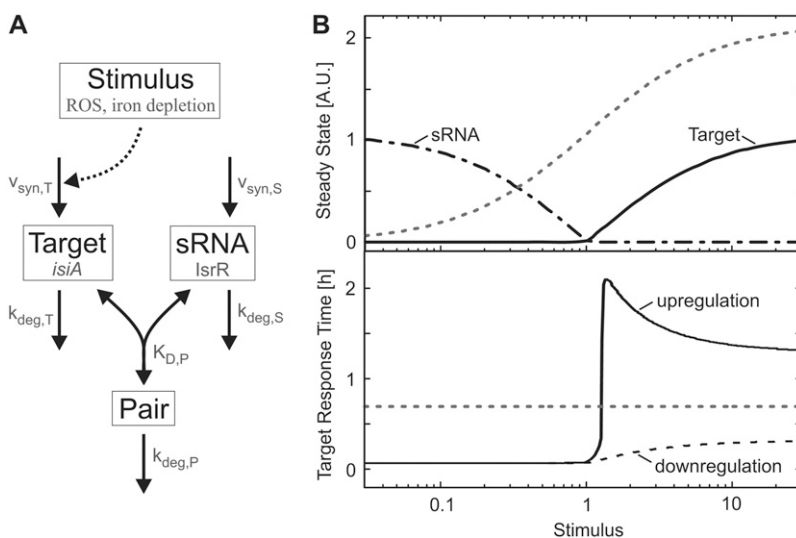 A
Stimulus
ROS, iron depletion
v_syn,T
v_syn,S
Target
isiA
sRNA
IsrR
k_deg,T
k_deg,S
K_D,P
Pair
k_deg,P
B
2
1
0
Steady State [A.U.]
sRNA
Target
2
1
0
Target Response Time [h]
upregulation
downregulation
0.1
1
10
Stimulus